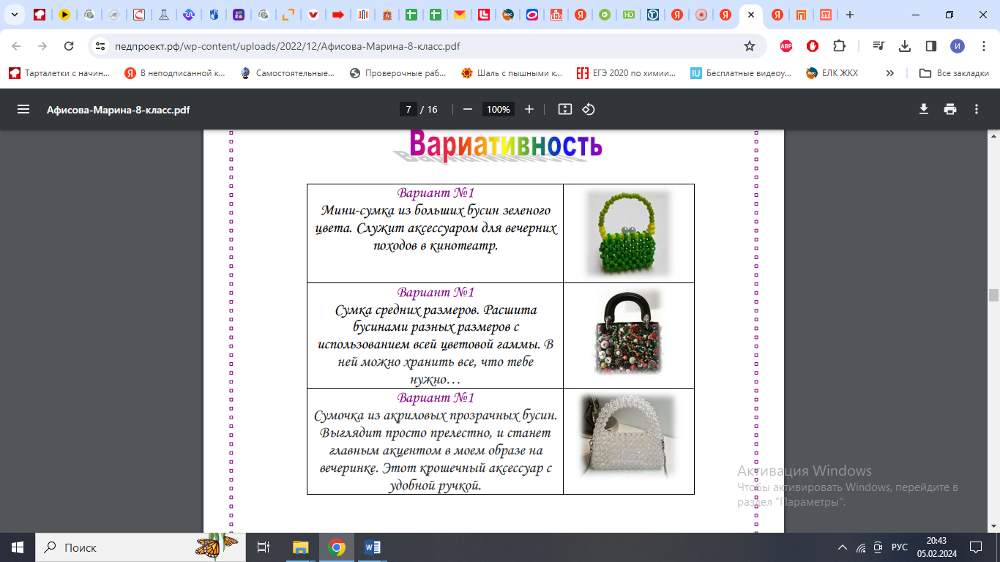 педпроект.рф/wp-content/uploads/2022/12/Афисова-Марина-8-класс.pdf
ABP
И
Тарталетки с начин...
В неподписанной к...
Самостоятельные...
Проверочные раб...
Шаль с пышными к...
ЕГЭ 2020 по химии...
IU
Бесплатные видеоу...
ЕЛК ЖКХ
Все закладки
Афисова-Марина-8-класс.pdf
7 / 16
100%
Вариативность
Вариант №1
Мини-сумка из больших бусин зеленого
цвета. Служит аксессуаром для вечерних
походов в кинотеатр.
Вариант №1
Сумка средних размеров. Расшита
бусинами разных размеров с
использованием всей цветовой гаммы. В
ней можно хранить все, что тебе
нужно…
Вариант №1
Сумочка из акриловых прозрачных бусин.
Выглядит просто прелестно, и станет
главным акцентом в моем образе на
вечеринке. Этот крошечный аксессуар с
удобной ручкой.
Активация Windows
Чтобы активировать Windows, перейдите в
раздел "Параметры".
Поиск
РУС
20:43
05.02.2024